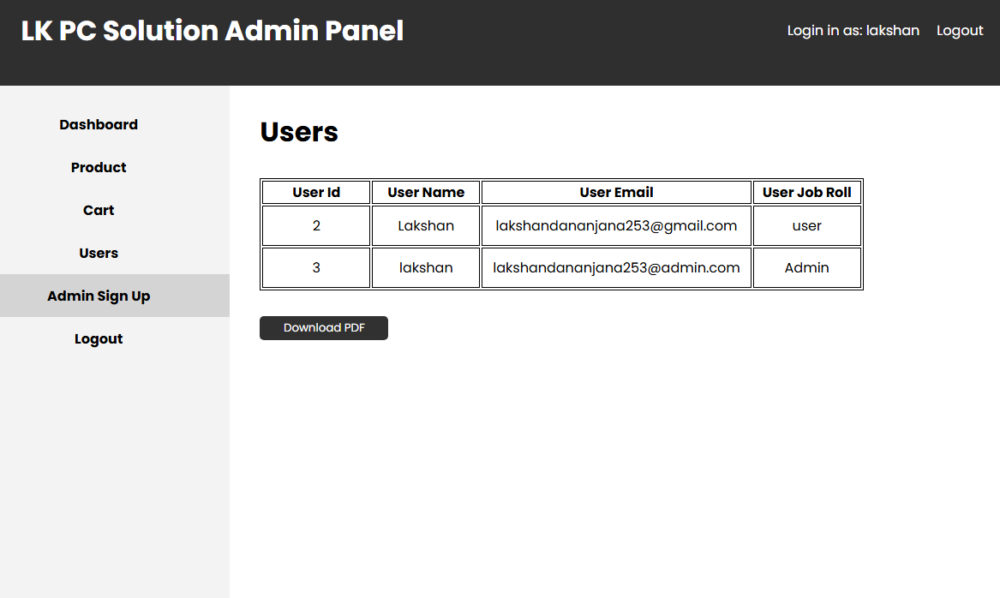 LK PC Solution Admin Panel
Login in as: lakshan Logout
Dashboard
Product
Cart
Users
Admin Sign Up
Logout
Users
User Id User Name User Email User Job Roll
2 Lakshan lakshandananjana253@gmail.com user
3 lakshan lakshandananjana253@admin.com Admin
Download PDF